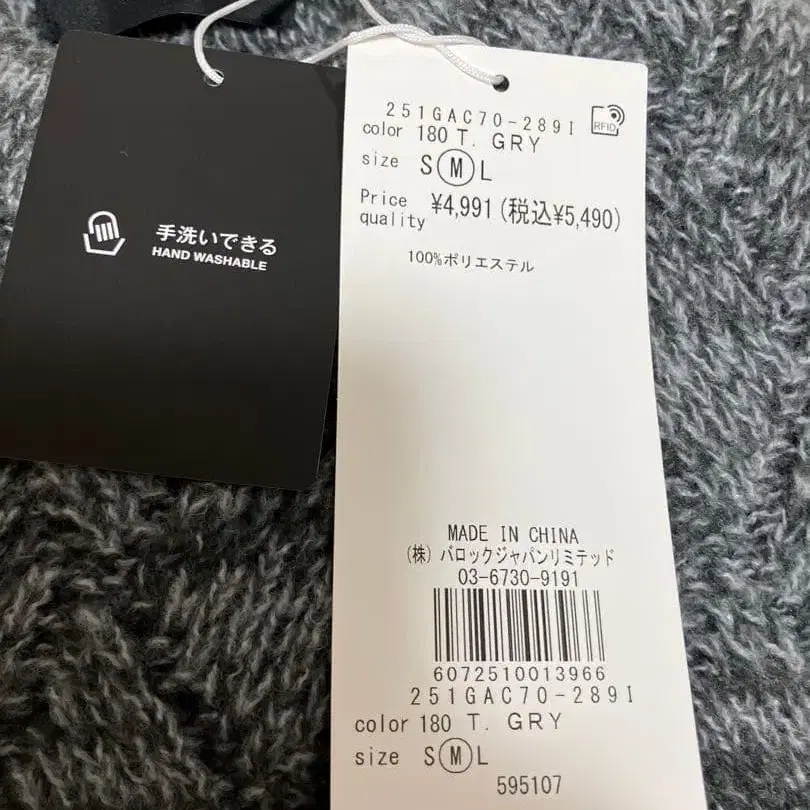 手洗いできる
HAND WASHABLE
251GAC70-289I
RFID
color 180 T. GRY
size S M L
Price ¥4,991 (税込¥5,490)
quality
100%ポリエステル
MADE IN CHINA
(株) バロックジャパンリミテッド
03-6730-9191
6072510013966
251GAC70-289I
color 180 T. GRY
size S M L
595107